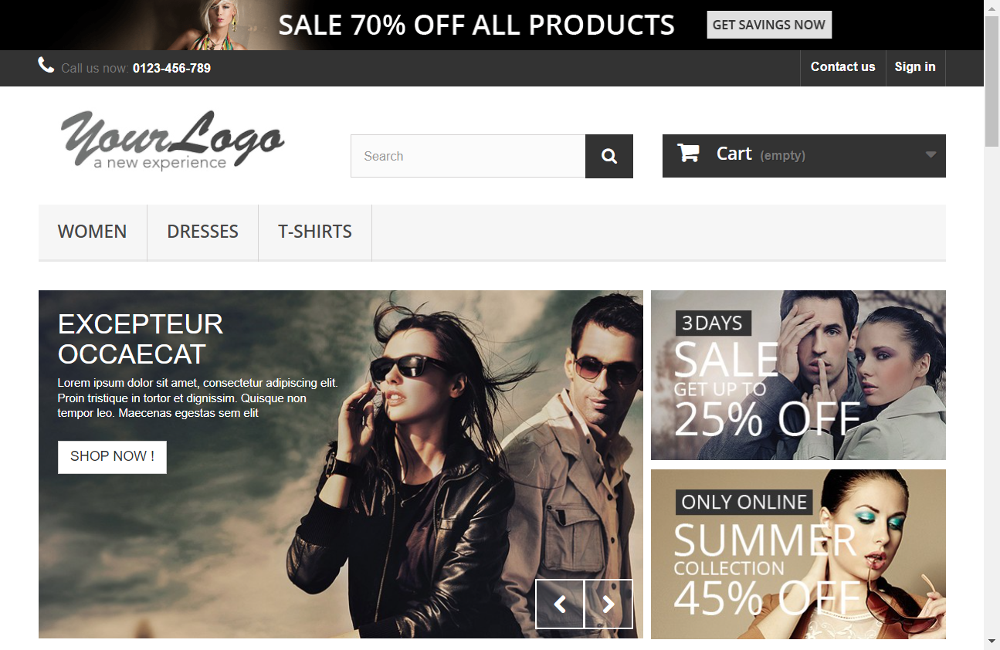 SALE 70% OFF ALL PRODUCTS
GET SAVINGS NOW
Call us now: 0123-456-789
Contact us
Sign in
YourLogo
a new experience
Search
Cart (empty)
WOMEN
DRESSES
T-SHIRTS
EXCEPTEUR
OCCAECAT
Lorem ipsum dolor sit amet, consectetur adipiscing elit.
Proin tristique in tortor et dignissim. Quisque non
tempor leo. Maecenas egestas sem elit
SHOP NOW !
3 DAYS
SALE
GET UP TO
25% OFF
ONLY ONLINE
SUMMER
COLLECTION
45% OFF